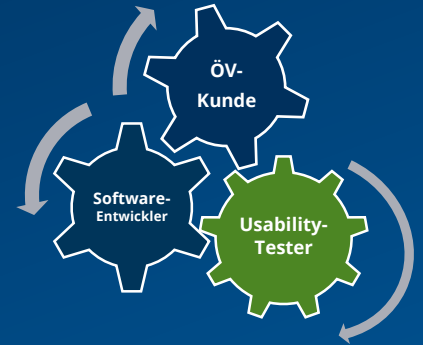 ÖV-
Kunde
Software-
Entwickler
Usability-
Tester